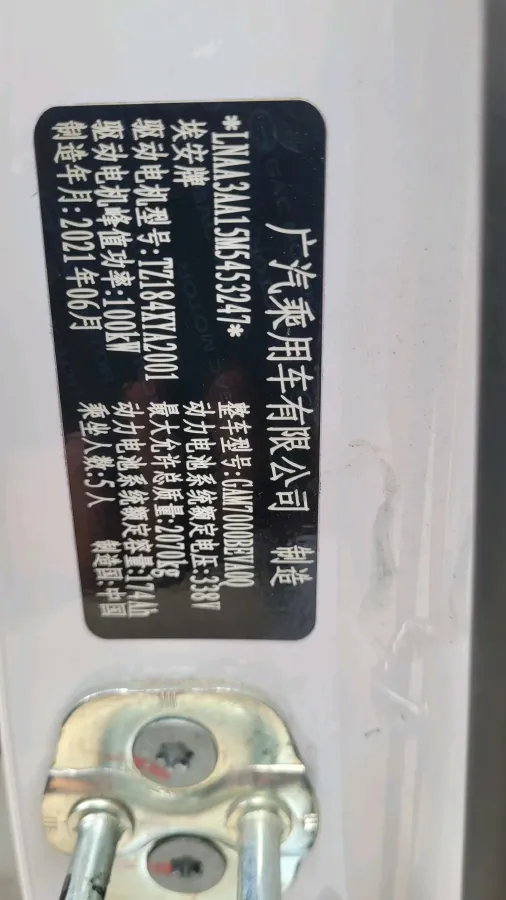 广汽乘用车有限公司 制造
*LNAA3AA15M5453247* 整车型号:GAM7000BEVA0Q
埃安牌 动力电池系统额定电压:338V
驱动电机型号:TZ184XYA2001 最大允许总质量:2070kg
驱动电机峰值功率:100kW 动力电池系统额定容量:174Ah
制造年月:2021年06月 乘坐人数:5人 制造国:中国